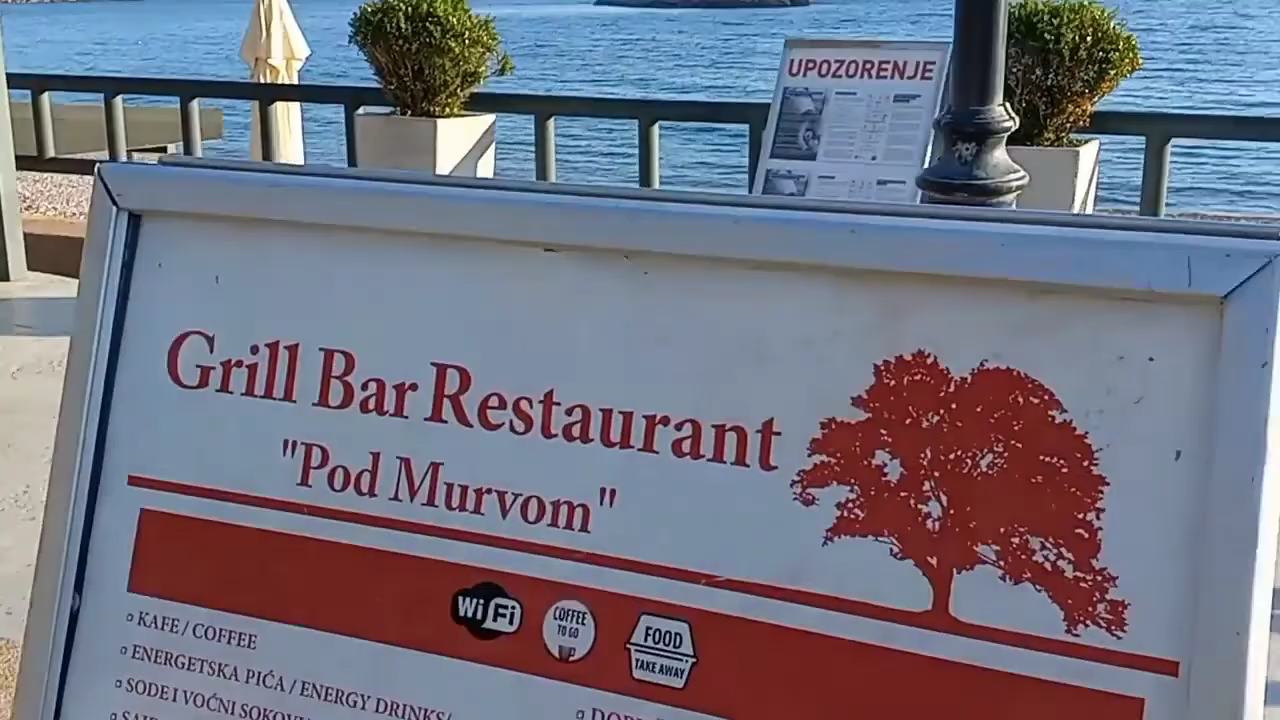 UPOZORENJE
Grill Bar Restaurant
"Pod Murvom"
WiFi
COFFEE
TO GO
FOOD
TAKE AWAY
▫ KAFE / COFFEE
▫ ENERGETSKA PIĆA / ENERGY DRINKS/
▫ SODE I VOĆNI